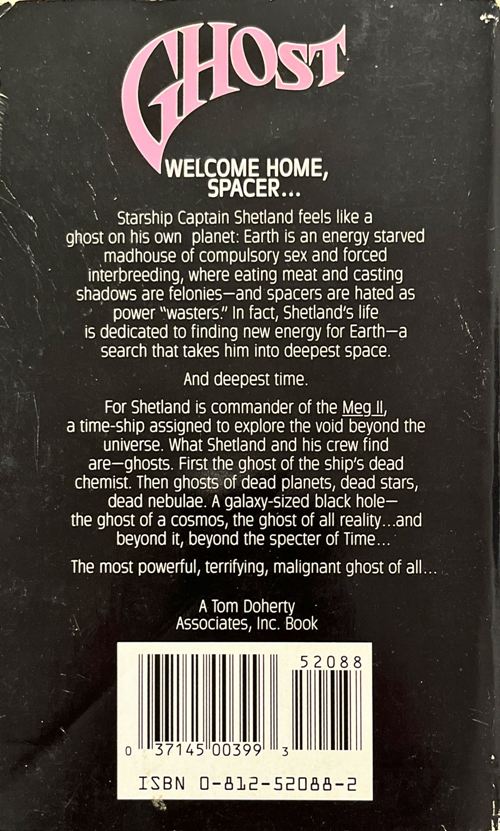 GHOST
WELCOME HOME,
SPACER...
Starship Captain Shetland feels like a
ghost on his own planet: Earth is an energy starved
madhouse of compulsory sex and forced
interbreeding, where eating meat and casting
shadows are felonies—and spacers are hated as
power "wasters." In fact, Shetland's life
is dedicated to finding new energy for Earth—a
search that takes him into deepest space.
And deepest time.
For Shetland is commander of the Meg II,
a time-ship assigned to explore the void beyond the
universe. What Shetland and his crew find
are—ghosts. First the ghost of the ship's dead
chemist. Then ghosts of dead planets, dead stars,
dead nebulae. A galaxy-sized black hole—
the ghost of a cosmos, the ghost of all reality...and
beyond it, beyond the specter of Time...
The most powerful, terrifying, malignant ghost of all...
A Tom Doherty
Associates, Inc. Book
52088
0 37145 00399 3
ISBN 0-812-52088-2